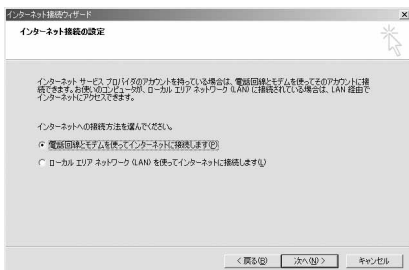 インターネット接続ウィザード
インターネット接続の設定
インターネット サービス プロバイダのアカウントを持っている場合は、電話回線とモデムを使ってそのアカウントに接
続できます。お使いのコンピュータが、ローカル エリア ネットワーク (LAN) に接続されている場合は、LAN 経由で
インターネットにアクセスできます。
インターネットへの接続方法を選んでください。
電話回線とモデムを使ってインターネットに接続します(P)
ローカル エリア ネットワーク (LAN) を使ってインターネットに接続します(L)
< 戻る(B)
次へ(N) >
キャンセル